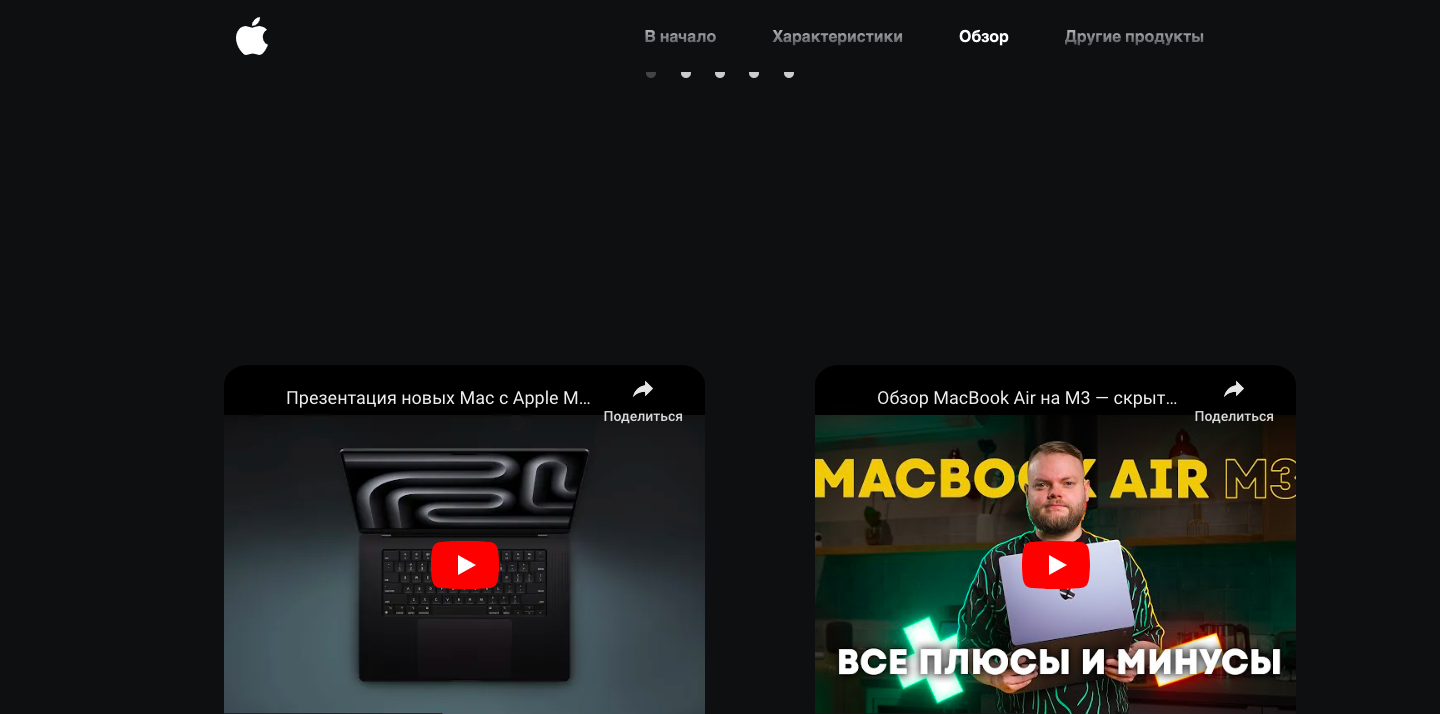 В начало
Характеристики
Обзор
Другие продукты
Презентация новых Mac с Apple M...
Поделиться
Обзор MacBook Air на M3 — скрыт...
Поделиться
MACBOOK AIR M3
ВСЕ ПЛЮСЫ И МИНУСЫ